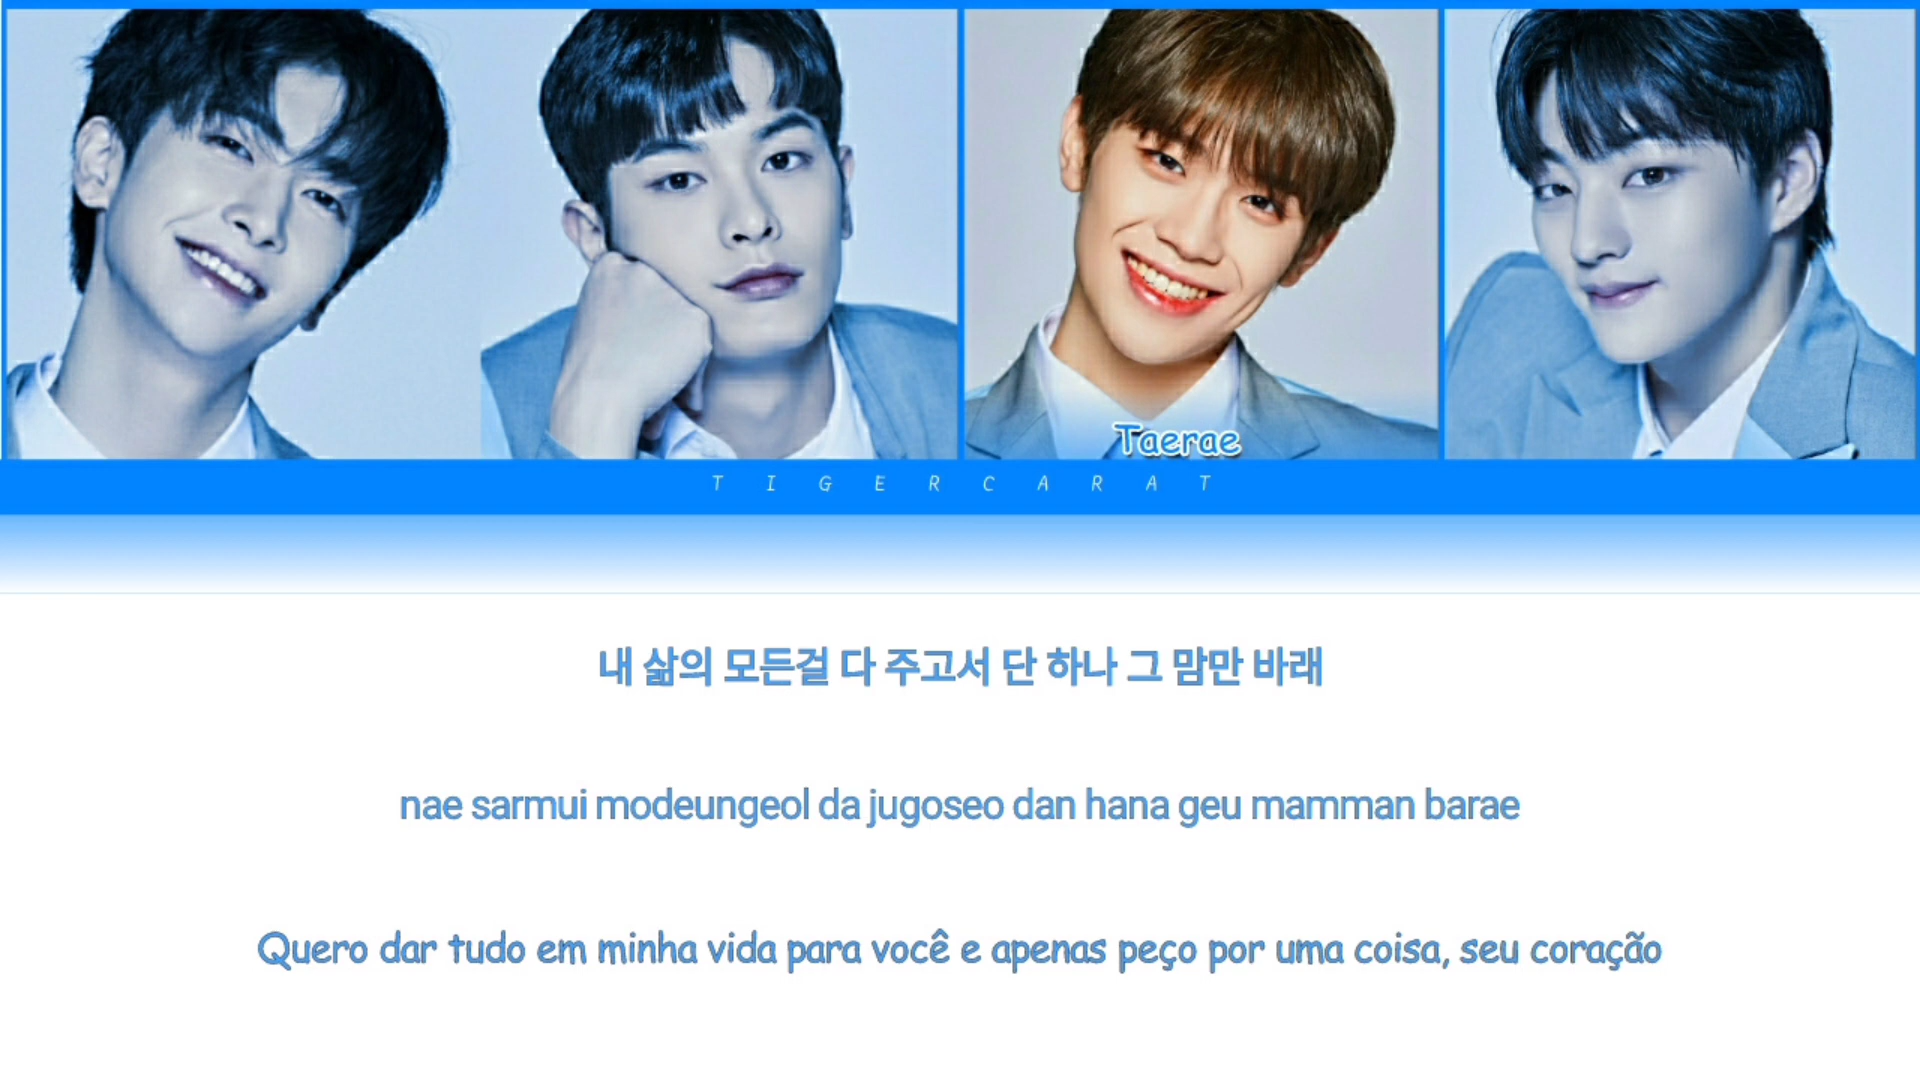 Taerae
TIGERCARAT
내 삶의 모든걸 다 주고서 단 하나 그 맘만 바래
nae sarmui modeungeol da jugoseo dan hana geu mamman barae
Quero dar tudo em minha vida para você e apenas peço por uma coisa, seu coração